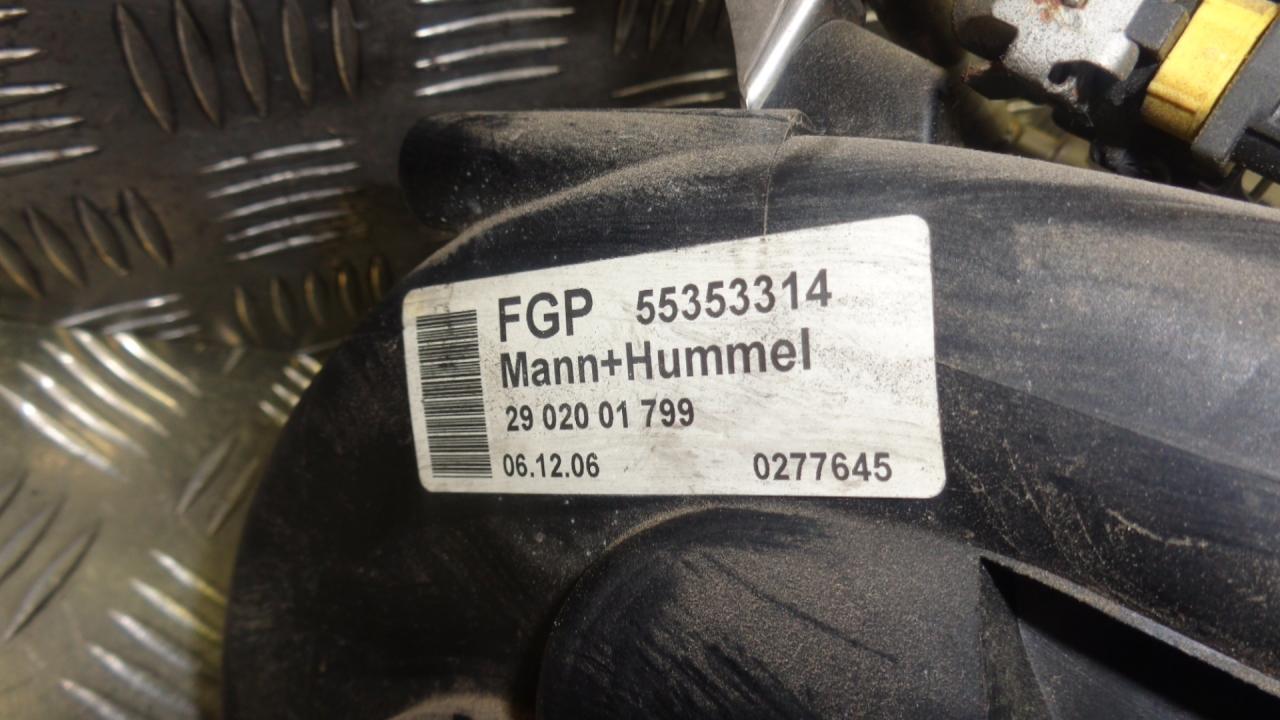 FGP 55353314
Mann+Hummel
29 020 01 799
06.12.06 0277645